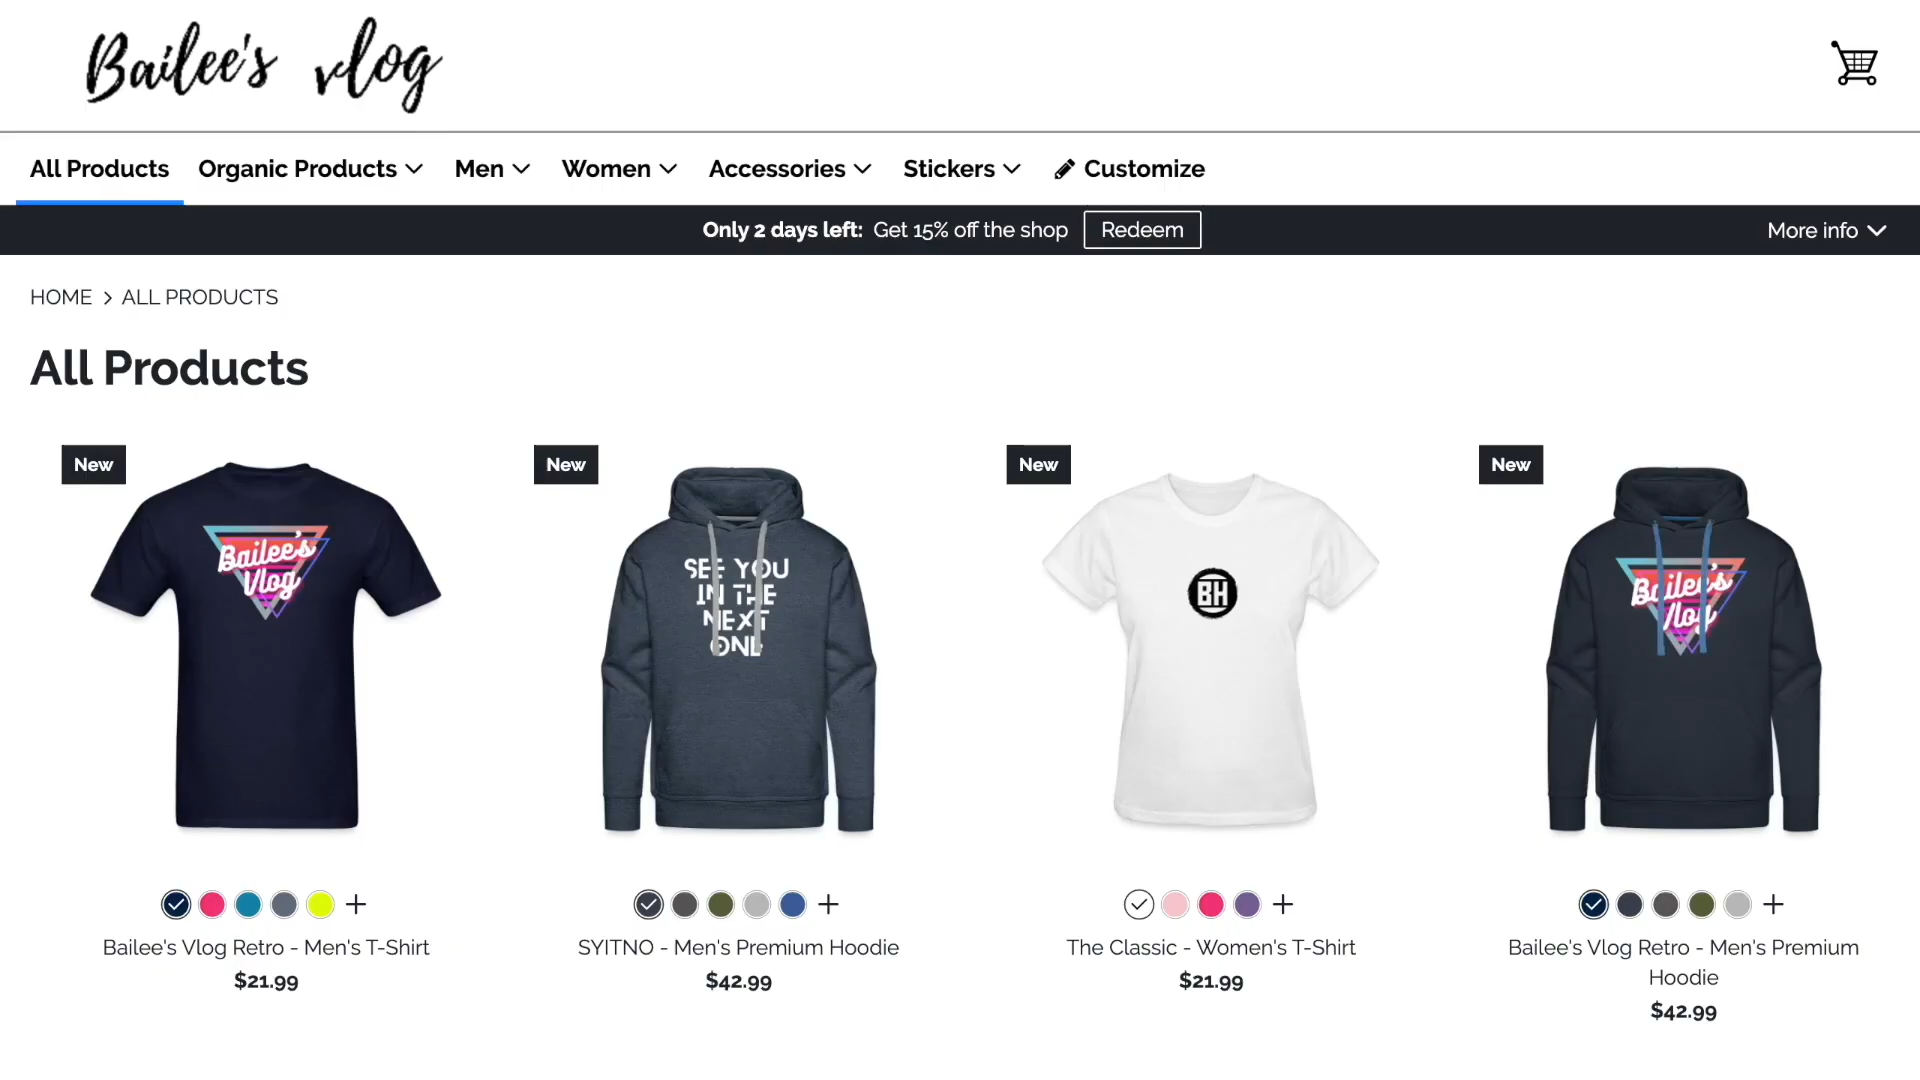 Bailee's vlog
All Products Organic Products Men Women Accessories Stickers Customize
Only 2 days left: Get 15% off the shop Redeem More info
HOME > ALL PRODUCTS
All Products
New New New New
Bailee's
Vlog
SEE YOU
IN THE
NEXT
ONE
BH
Bailee's
Vlog
Bailee's Vlog Retro - Men's T-Shirt
$21.99
SYITNO - Men's Premium Hoodie
$42.99
The Classic - Women's T-Shirt
$21.99
Bailee's Vlog Retro - Men's Premium
Hoodie
$42.99